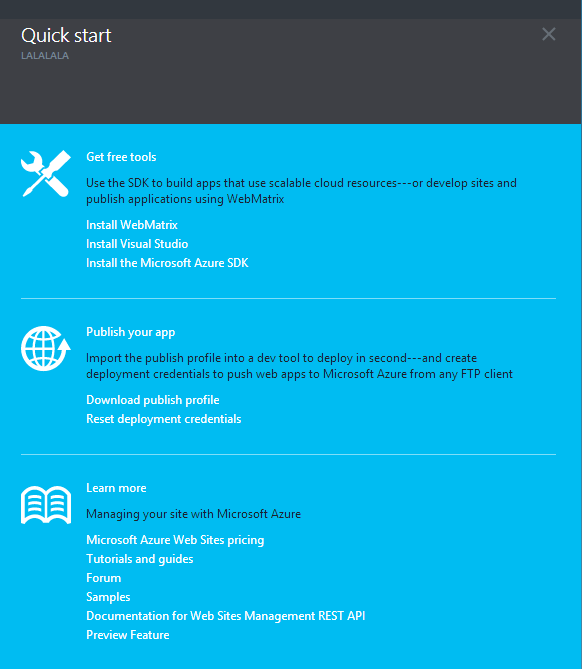 Quick start
LALALALA
Get free tools
Use the SDK to build apps that use scalable cloud resources---or develop sites and
publish applications using WebMatrix
Install WebMatrix
Install Visual Studio
Install the Microsoft Azure SDK
Publish your app
Import the publish profile into a dev tool to deploy in second---and create
deployment credentials to push web apps to Microsoft Azure from any FTP client
Download publish profile
Reset deployment credentials
Learn more
Managing your site with Microsoft Azure
Microsoft Azure Web Sites pricing
Tutorials and guides
Forum
Samples
Documentation for Web Sites Management REST API
Preview Feature